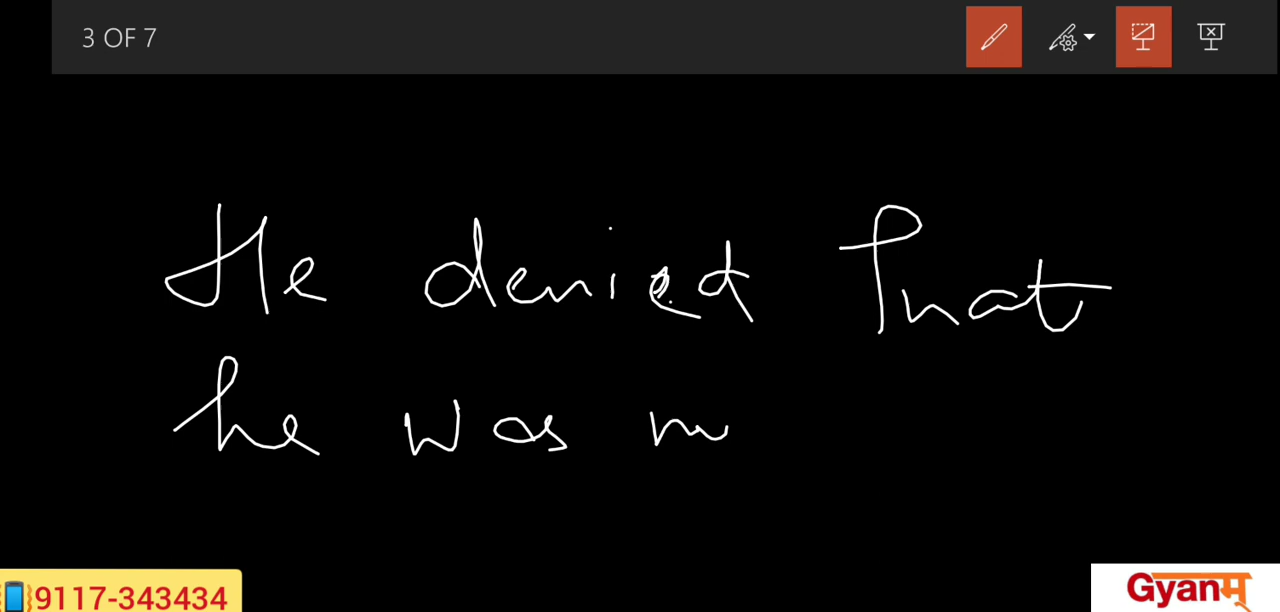 3 OF 7
He denied that
he was
9117-343434
Gyanम्